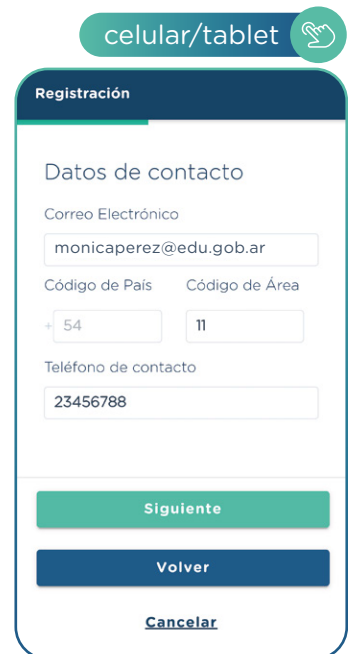 celular/tablet
Registración
Datos de contacto
Correo Electrónico
monicaperez@edu.gob.ar
Código de País Código de Área
+ 54 11
Teléfono de contacto
23456788
Siguiente
Volver
Cancelar